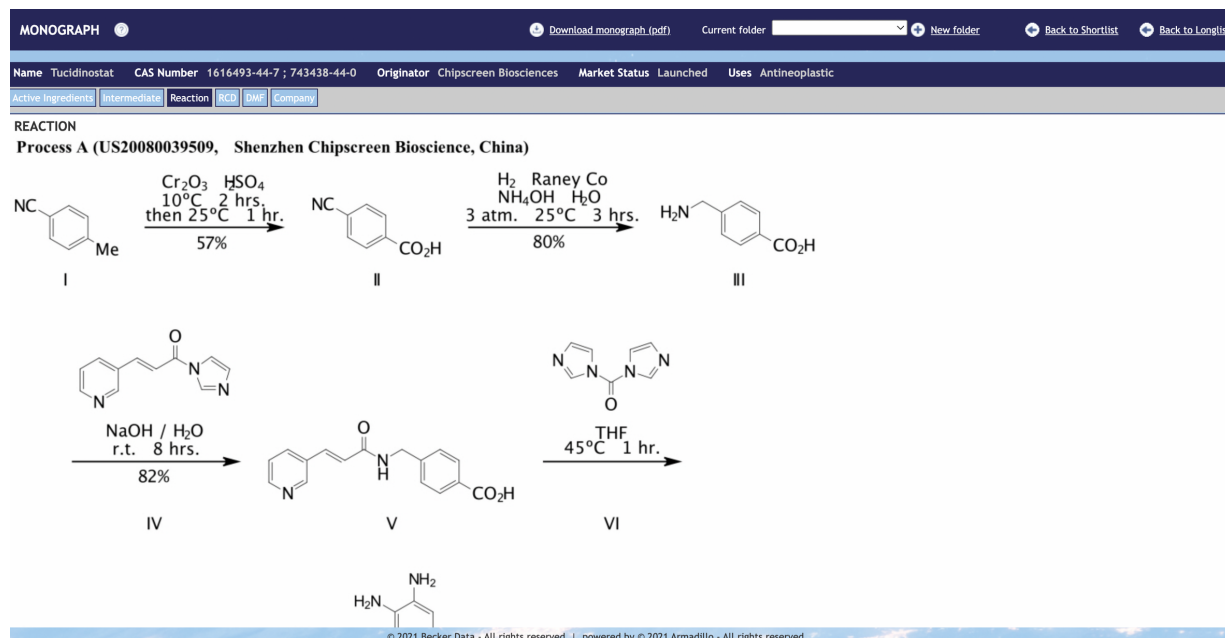 MONOGRAPH ? Download monograph (pdf) Current folder New folder Back to Shortlist Back to Longlis
Name Tucidinostat CAS Number 1616493-44-7 ; 743438-44-0 Originator Chipscreen Biosciences Market Status Launched Uses Antineoplastic
Active Ingredients Intermediate Reaction RCD DMF Company
REACTION
Process A (US20080039509, Shenzhen Chipscreen Bioscience, China)
Cr₂O₃ H₂SO₄
10°C 2 hrs.
then 25°C 1 hr.
57%
H₂ Raney Co
NH₄OH H₂O
3 atm. 25°C 3 hrs.
80%
NC Me
NC CO₂H
H₂N CO₂H
I II III
O N N N
NaOH / H₂O
r.t. 8 hrs.
82%
O N H N CO₂H
N N N N O
THF
45°C 1 hr.
IV V VI
NH₂
H₂N
© 2021 Becker Data - All rights reserved | powered by © 2021 Armadillo - All rights reserved